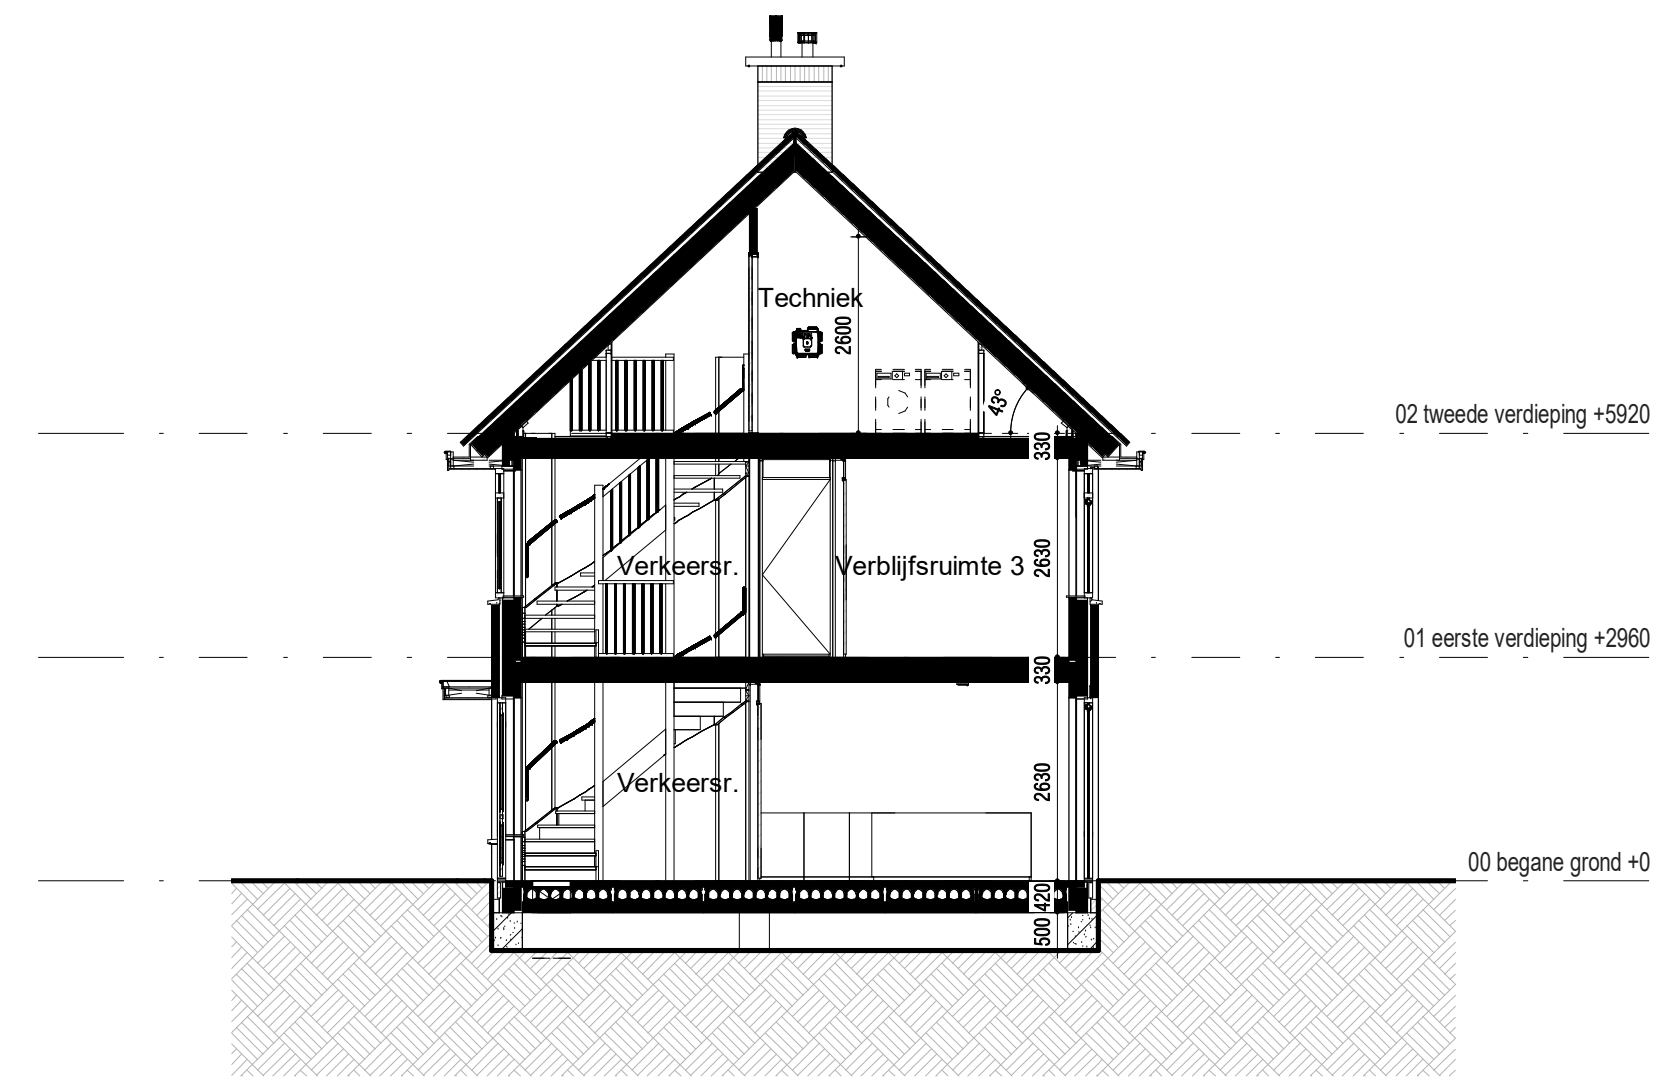 Techniek
2600
43°
02 tweede verdieping +5920
330
Verkeersr.
Verblijfsruimte 3
2630
01 eerste verdieping +2960
330
Verkeersr.
2630
00 begane grond +0
420
500